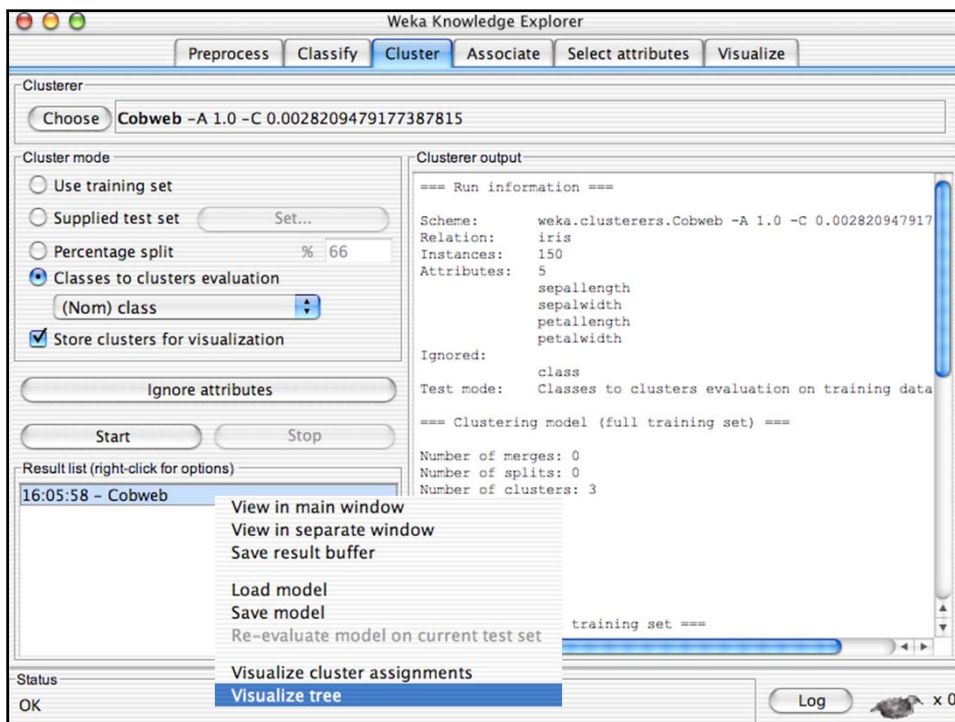 Weka Knowledge Explorer
Preprocess Classify Cluster Associate Select attributes Visualize
Clusterer
Choose Cobweb -A 1.0 -C 0.0028209479177387815
Cluster mode
Use training set
Supplied test set Set...
Percentage split % 66
Classes to clusters evaluation
(Nom) class
Store clusters for visualization
Ignore attributes
Start Stop
Result list (right-click for options)
16:05:58 - Cobweb
Clusterer output
=== Run information ===
Scheme: weka.clusterers.Cobweb -A 1.0 -C 0.002820947917
Relation: iris
Instances: 150
Attributes: 5
sepallength
sepalwidth
petallength
petalwidth
Ignored:
class
Test mode: Classes to clusters evaluation on training data
=== Clustering model (full training set) ===
Number of merges: 0
Number of splits: 0
Number of clusters: 3
training set ===
View in main window
View in separate window
Save result buffer
Load model
Save model
Re-evaluate model on current test set
Visualize cluster assignments
Visualize tree
Status
OK
Log x 0